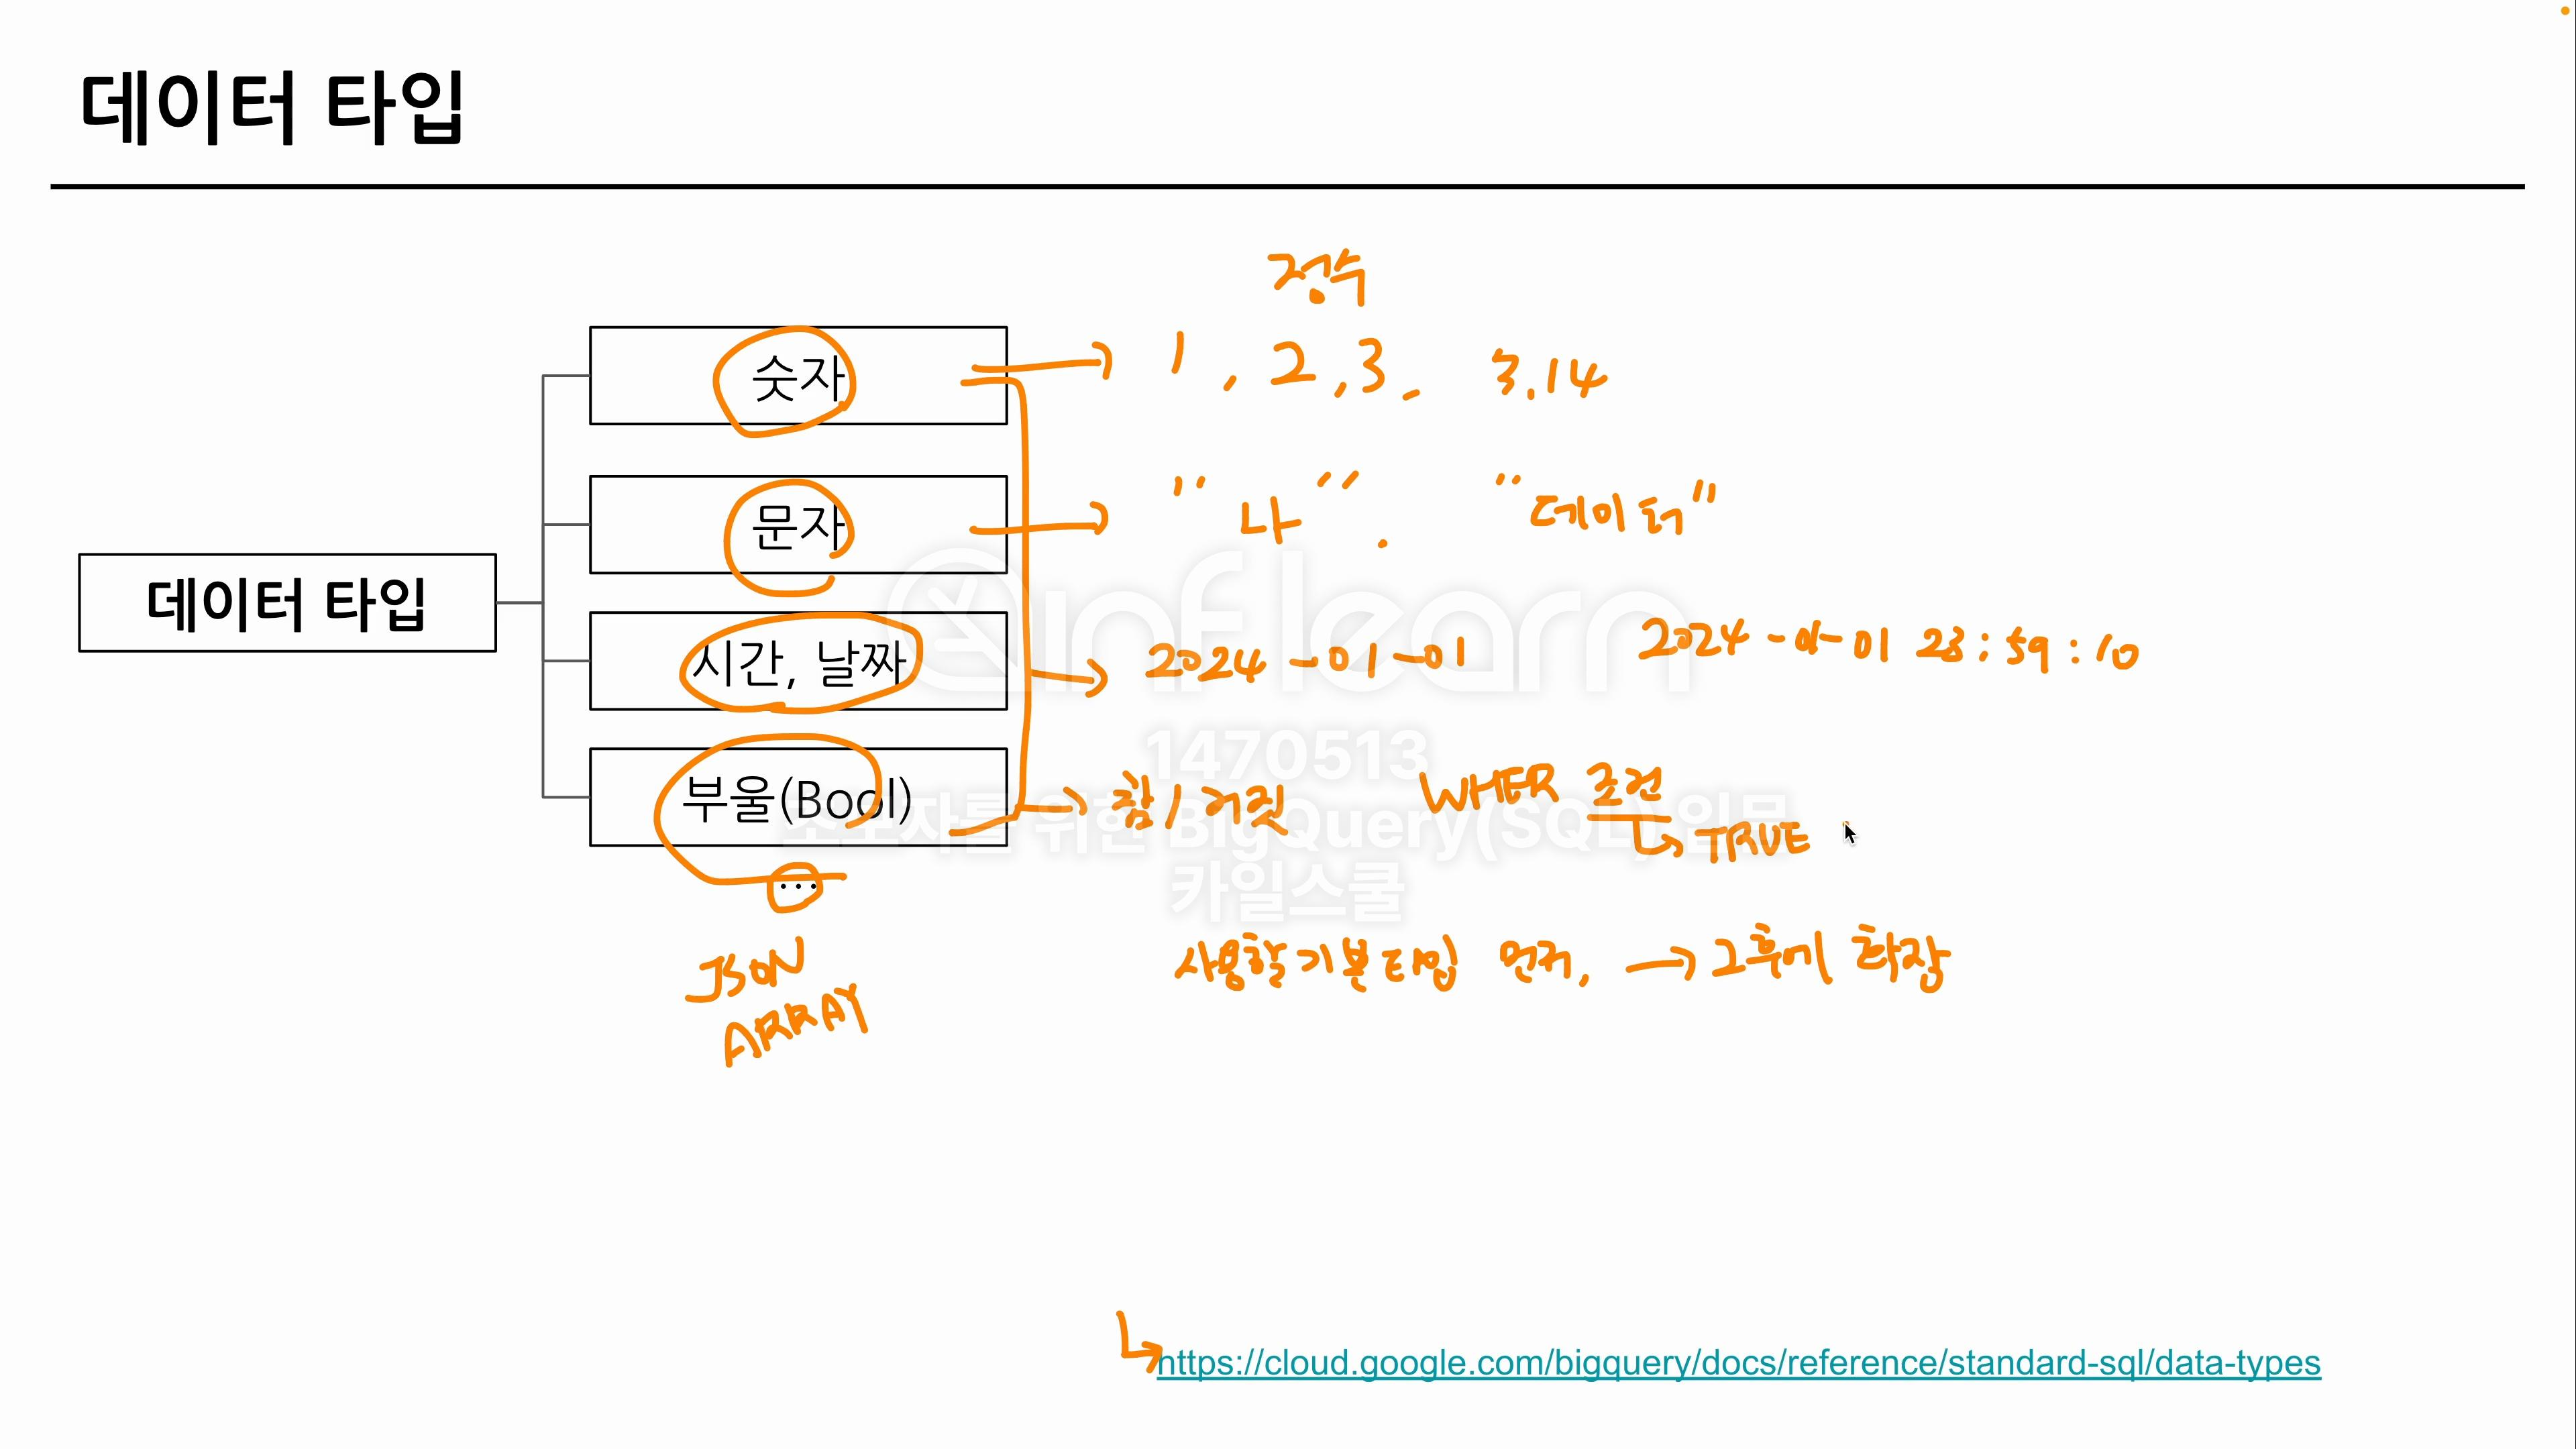 데이터 타입
정수
숫자
1, 2, 3. 3.14
문자
"나". "데이터"
데이터 타입
시간, 날짜
2024-01-01
2024-01-01 23:59:10
부울(Bool)
참/거짓
WHER 조건
TRUE
...
JSON
ARRAY
사용할 기본 타입 먼저, → 그 후에 확장
inflearn
1470513
초보자를 위한 BigQuery(SQL) 입문
카일스쿨
https://cloud.google.com/bigquery/docs/reference/standard-sql/data-types